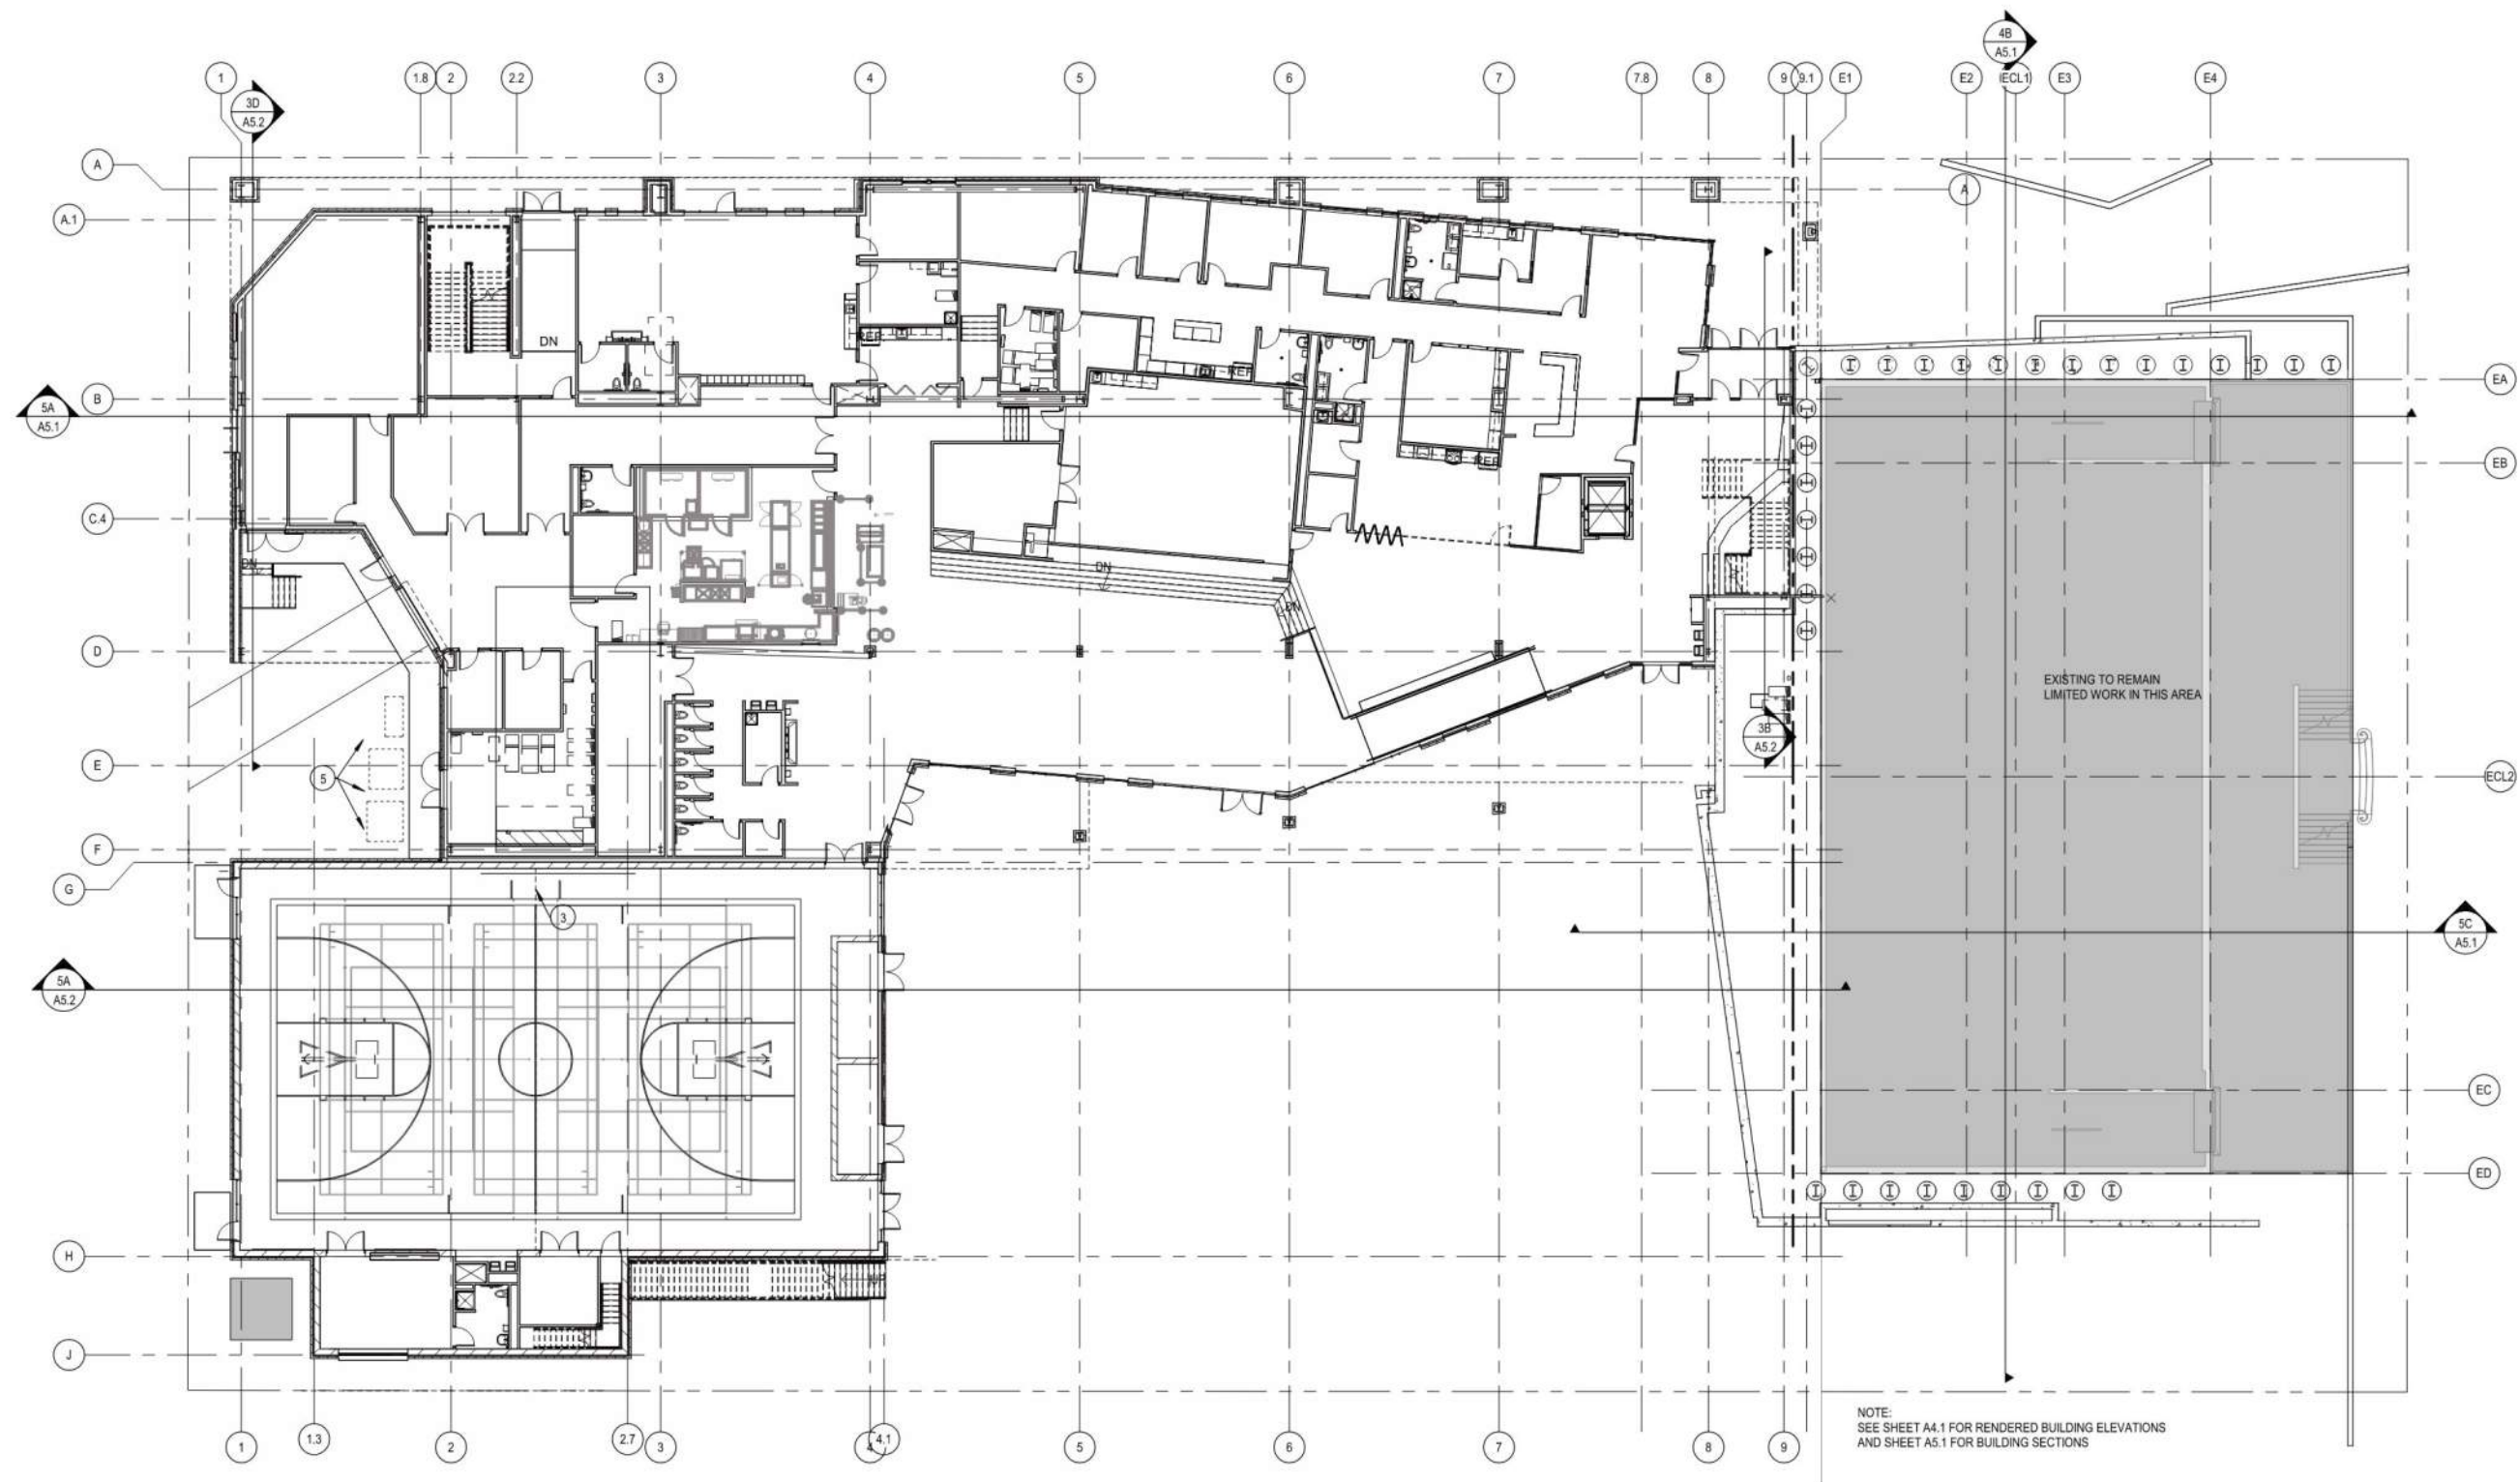 4B
A5.1
1
1.8
2
2.2
3
4
5
6
7
7.8
8
9
9.1
E1
E2
ECL1
E3
E4
3D
A5.2
A
A
A.1
DN
REF
REF
EA
B
5A
A5.1
REF
EB
C.4
DN
DN
DN
D
EXISTING TO REMAIN
LIMITED WORK IN THIS AREA
3B
A5.2
E
5
ECL2
F
G
3
5C
A5.1
5A
A5.2
EC
ED
H
J
NOTE:
SEE SHEET A4.1 FOR RENDERED BUILDING ELEVATIONS
AND SHEET A5.1 FOR BUILDING SECTIONS
1
1.3
2
2.7
3
4
4.1
5
6
7
8
9